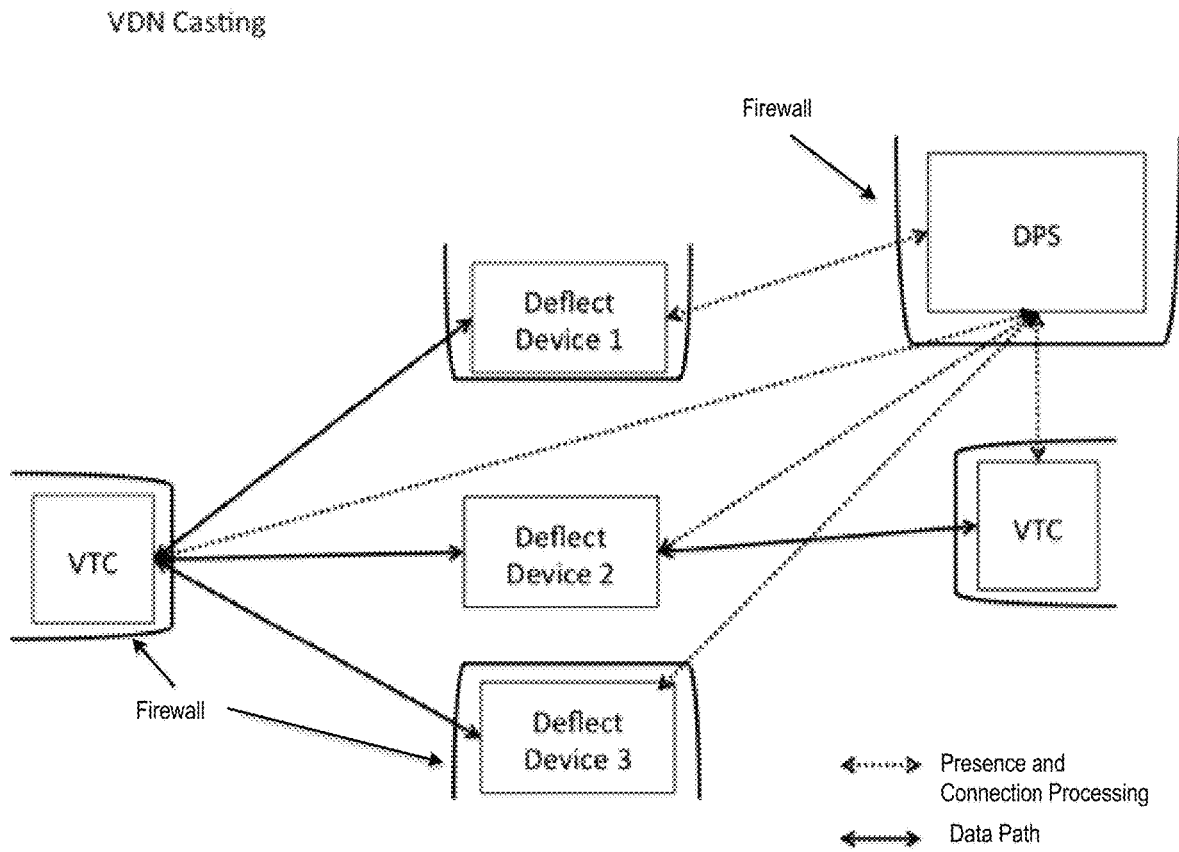 VDN Casting
Firewall
DPS
Deflect
Device 1
VTC
Deflect
Device 2
VTC
Firewall
Deflect
Device 3
Presence and
Connection Processing
Data Path